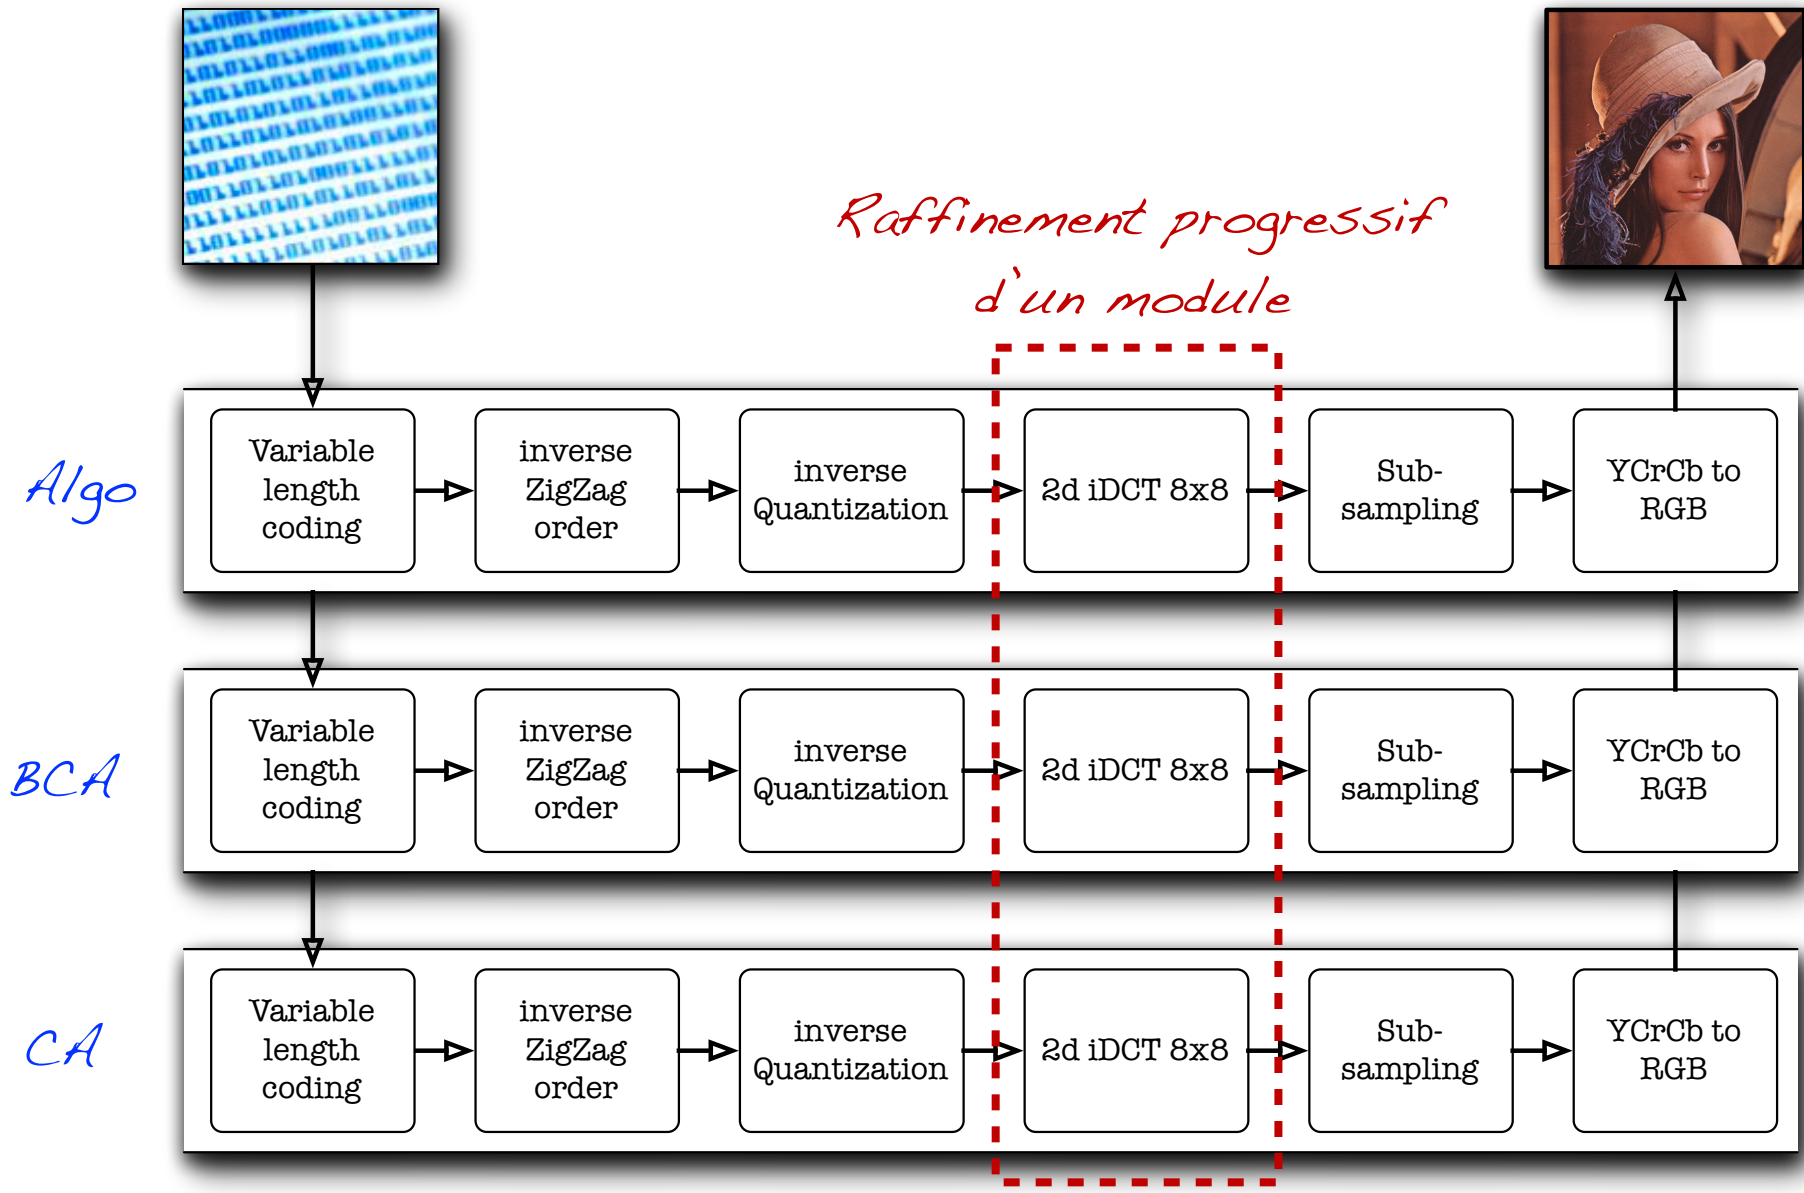 Raffinement progressif
d'un module
Algo
Variable
length
coding
inverse
ZigZag
order
inverse
Quantization
2d iDCT 8x8
Sub-
sampling
YCrCb to
RGB
BCA
Variable
length
coding
inverse
ZigZag
order
inverse
Quantization
2d iDCT 8x8
Sub-
sampling
YCrCb to
RGB
CA
Variable
length
coding
inverse
ZigZag
order
inverse
Quantization
2d iDCT 8x8
Sub-
sampling
YCrCb to
RGB